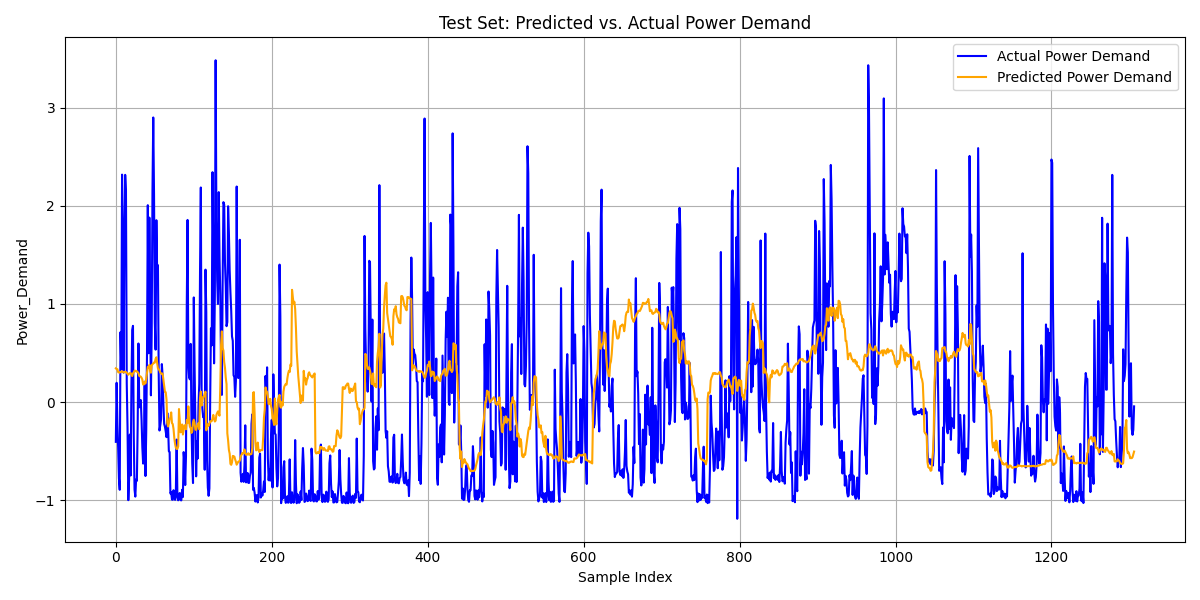 Test Set: Predicted vs. Actual Power Demand
Actual Power Demand
Predicted Power Demand
Power_Demand
3
2
1
0
−1
0 200 400 600 800 1000 1200
Sample Index